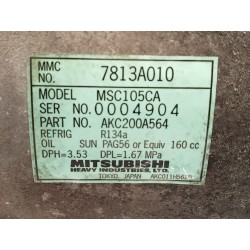 MMC
NO. 7813A010
MODEL MSC105CA
SER NO. 0004904
PART NO. AKC200A564
REFRIG R134a
OIL SUN PAG56 or Equiv 160 cc
DPH=3.53 DPL=1.67 MPa
MITSUBISHI
HEAVY INDUSTRIES, LTD.
TOKYO, JAPAN